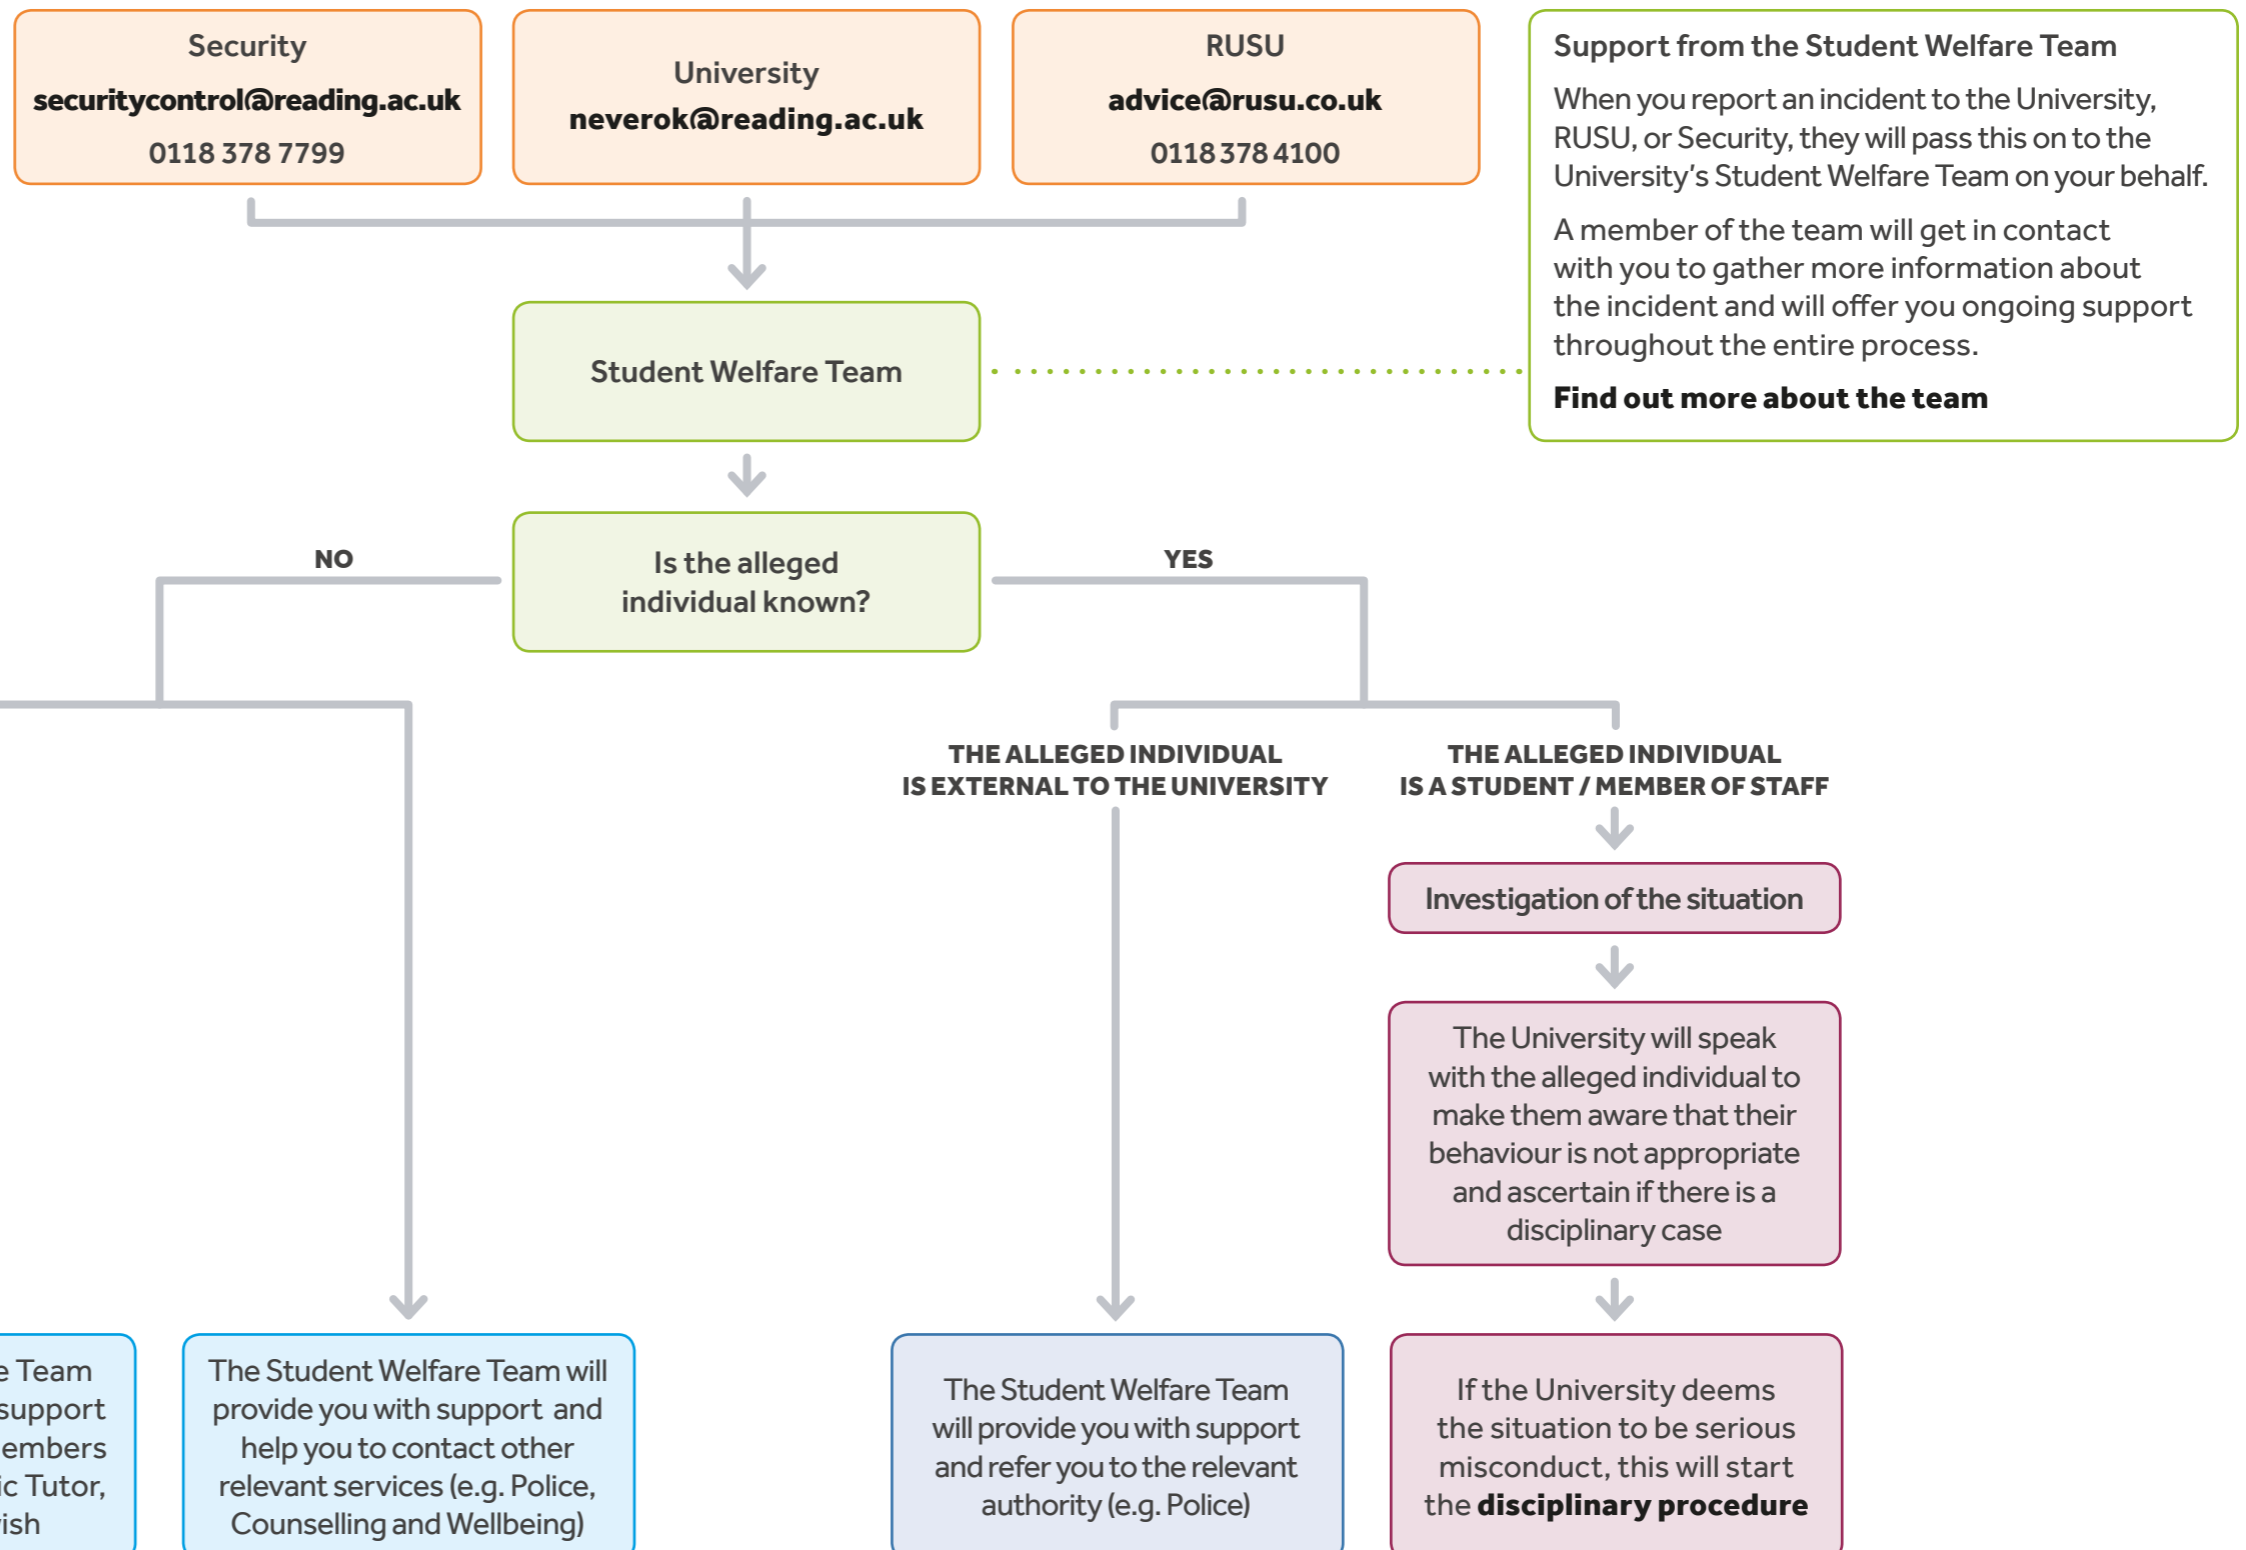 Security
securitycontrol@reading.ac.uk
0118 378 7799
University
neverok@reading.ac.uk
RUSU
advice@rusu.co.uk
0118 378 4100
Support from the Student Welfare Team
When you report an incident to the University,
RUSU, or Security, they will pass this on to the
University's Student Welfare Team on your behalf.
A member of the team will get in contact
with you to gather more information about
the incident and will offer you ongoing support
throughout the entire process.
Find out more about the team
Student Welfare Team
Is the alleged
individual known?
NO
YES
THE ALLEGED INDIVIDUAL
IS EXTERNAL TO THE UNIVERSITY
THE ALLEGED INDIVIDUAL
IS A STUDENT / MEMBER OF STAFF
Investigation of the situation
The University will speak
with the alleged individual to
make them aware that their
behaviour is not appropriate
and ascertain if there is a
disciplinary case
Team
support
Tutor,
The Student Welfare Team will
provide you with support and
help you to contact other
relevant services (e.g. Police,
Counselling and Wellbeing)
The Student Welfare Team
will provide you with support
and refer you to the relevant
authority (e.g. Police)
If the University deems
the situation to be serious
misconduct, this will start
the disciplinary procedure